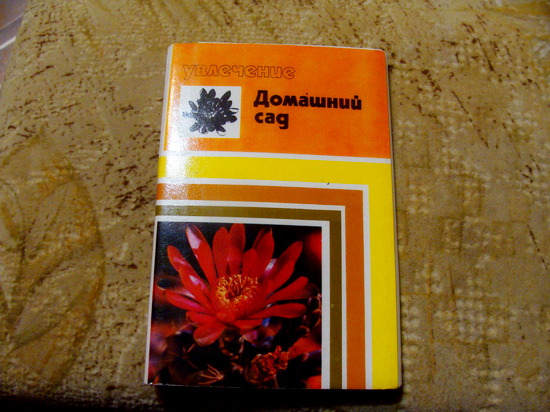 увлечение
Домашний
сад